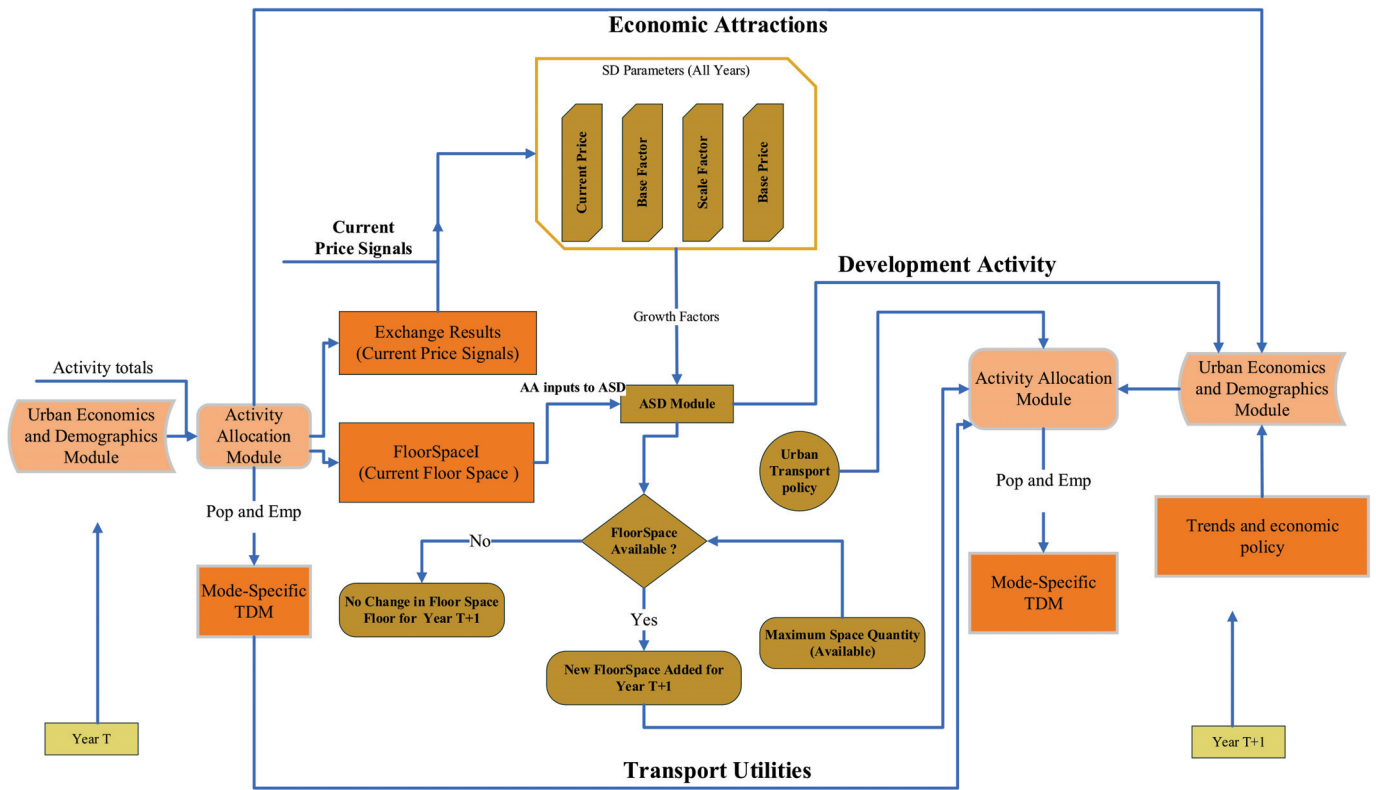 Economic Attractions
SD Parameters (All Years)
Current Price
Base Factor
Scale Factor
Base Price
Current
Price Signals
Growth Factors
Development Activity
Exchange Results
(Current Price Signals)
Activity totals
Urban Economics
and Demographics
Module
Activity
Allocation
Module
AA inputs to ASD
ASD Module
FloorSpaceI
(Current Floor Space )
Pop and Emp
Mode-Specific
TDM
FloorSpace
Available ?
No
No Change in Floor Space
Floor for Year T+1
Yes
New FloorSpace Added for
Year T+1
Maximum Space Quantity
(Available)
Urban
Transport
policy
Activity Allocation
Module
Urban Economics
and Demographics
Module
Pop and Emp
Mode-Specific
TDM
Trends and economic
policy
Year T
Year T+1
Transport Utilities